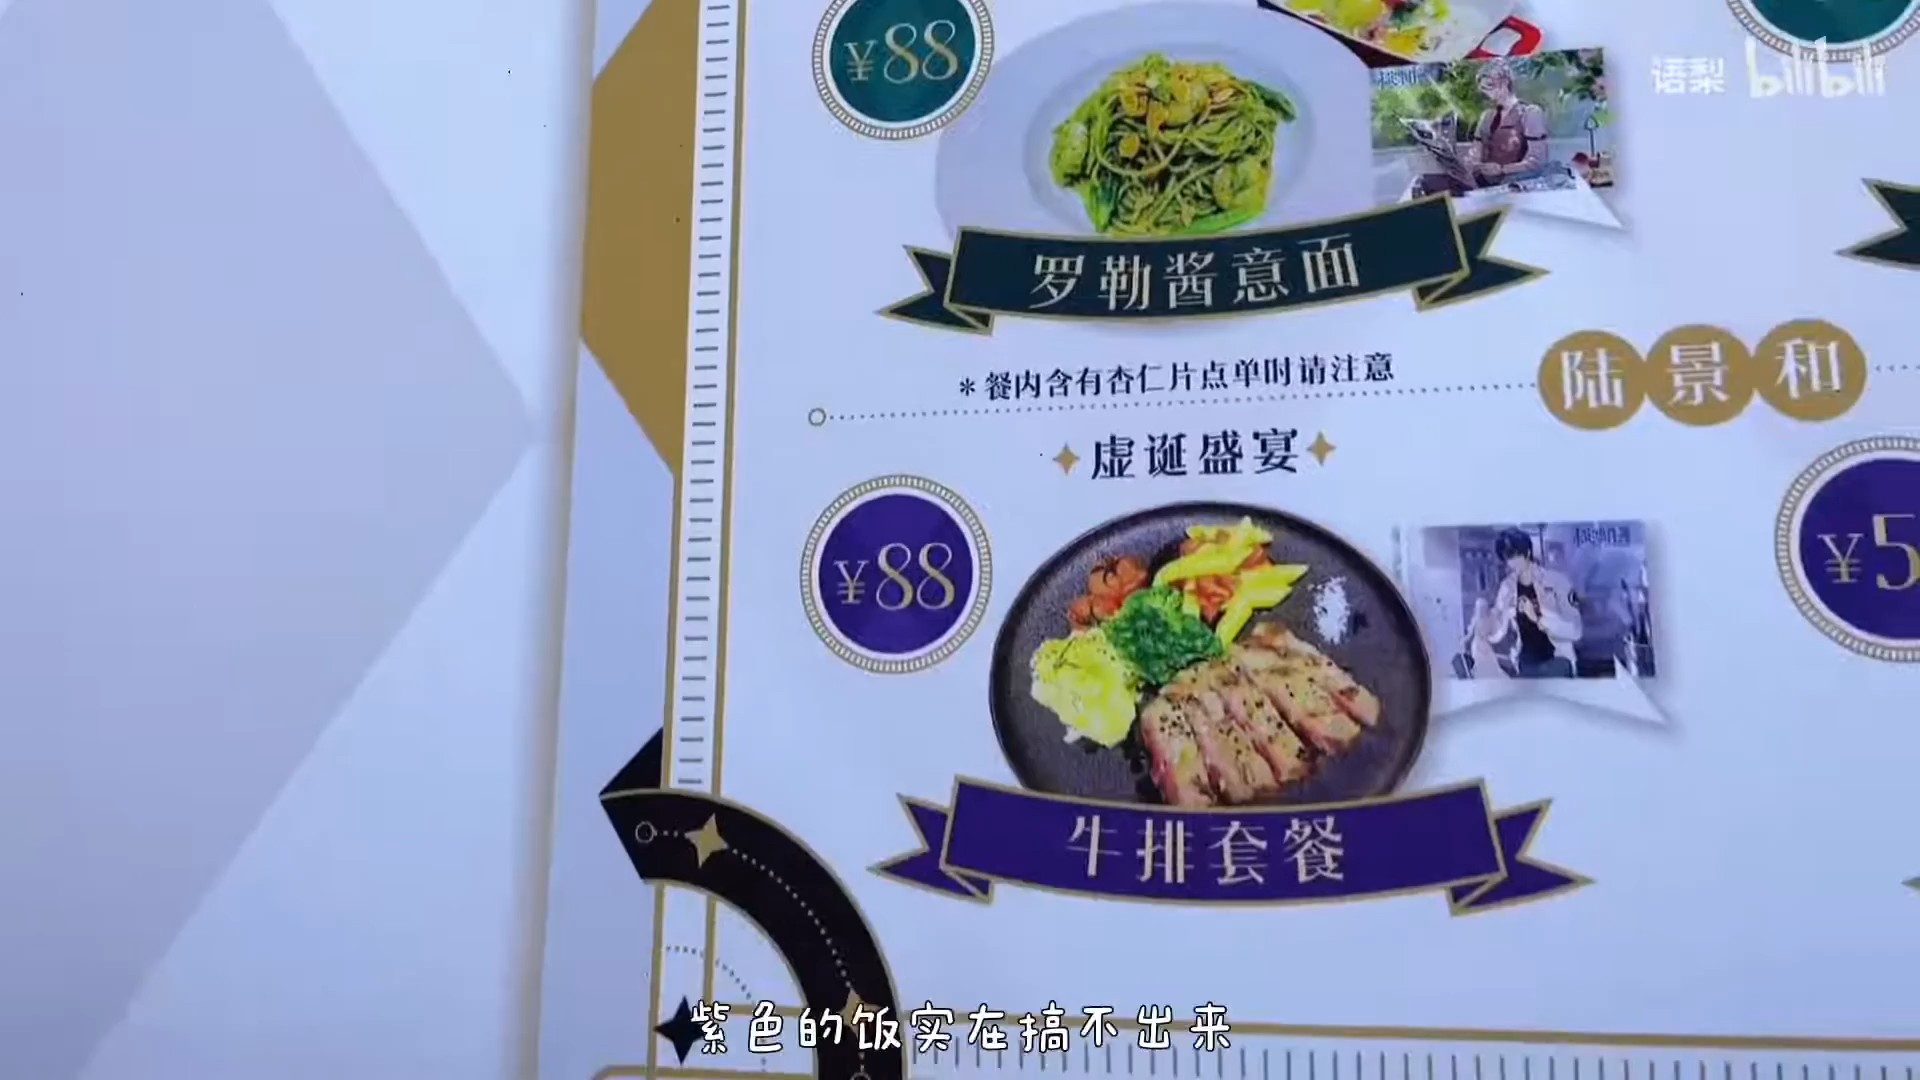 ¥88
语梨 bilibili
罗勒酱意面
*餐内含有杏仁片点单时请注意
陆景和
虚诞盛宴
¥88
¥5
牛排套餐
紫色的饭实在搞不出来